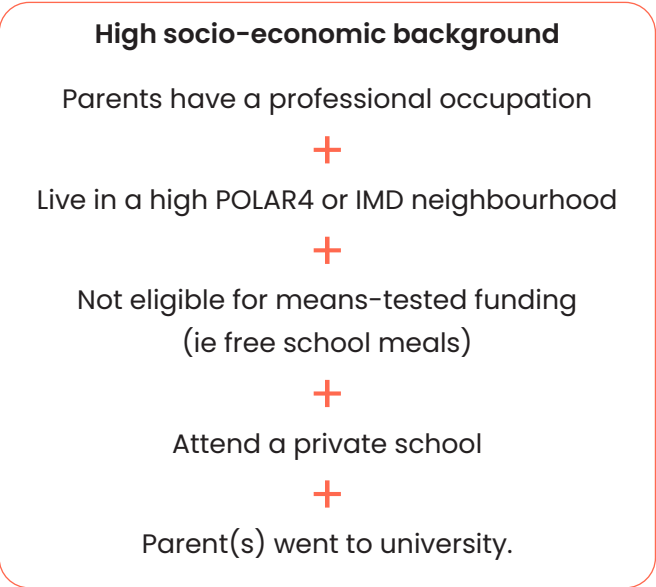 High socio-economic background
Parents have a professional occupation
+
Live in a high POLAR4 or IMD neighbourhood
+
Not eligible for means-tested funding
(ie free school meals)
+
Attend a private school
+
Parent(s) went to university.